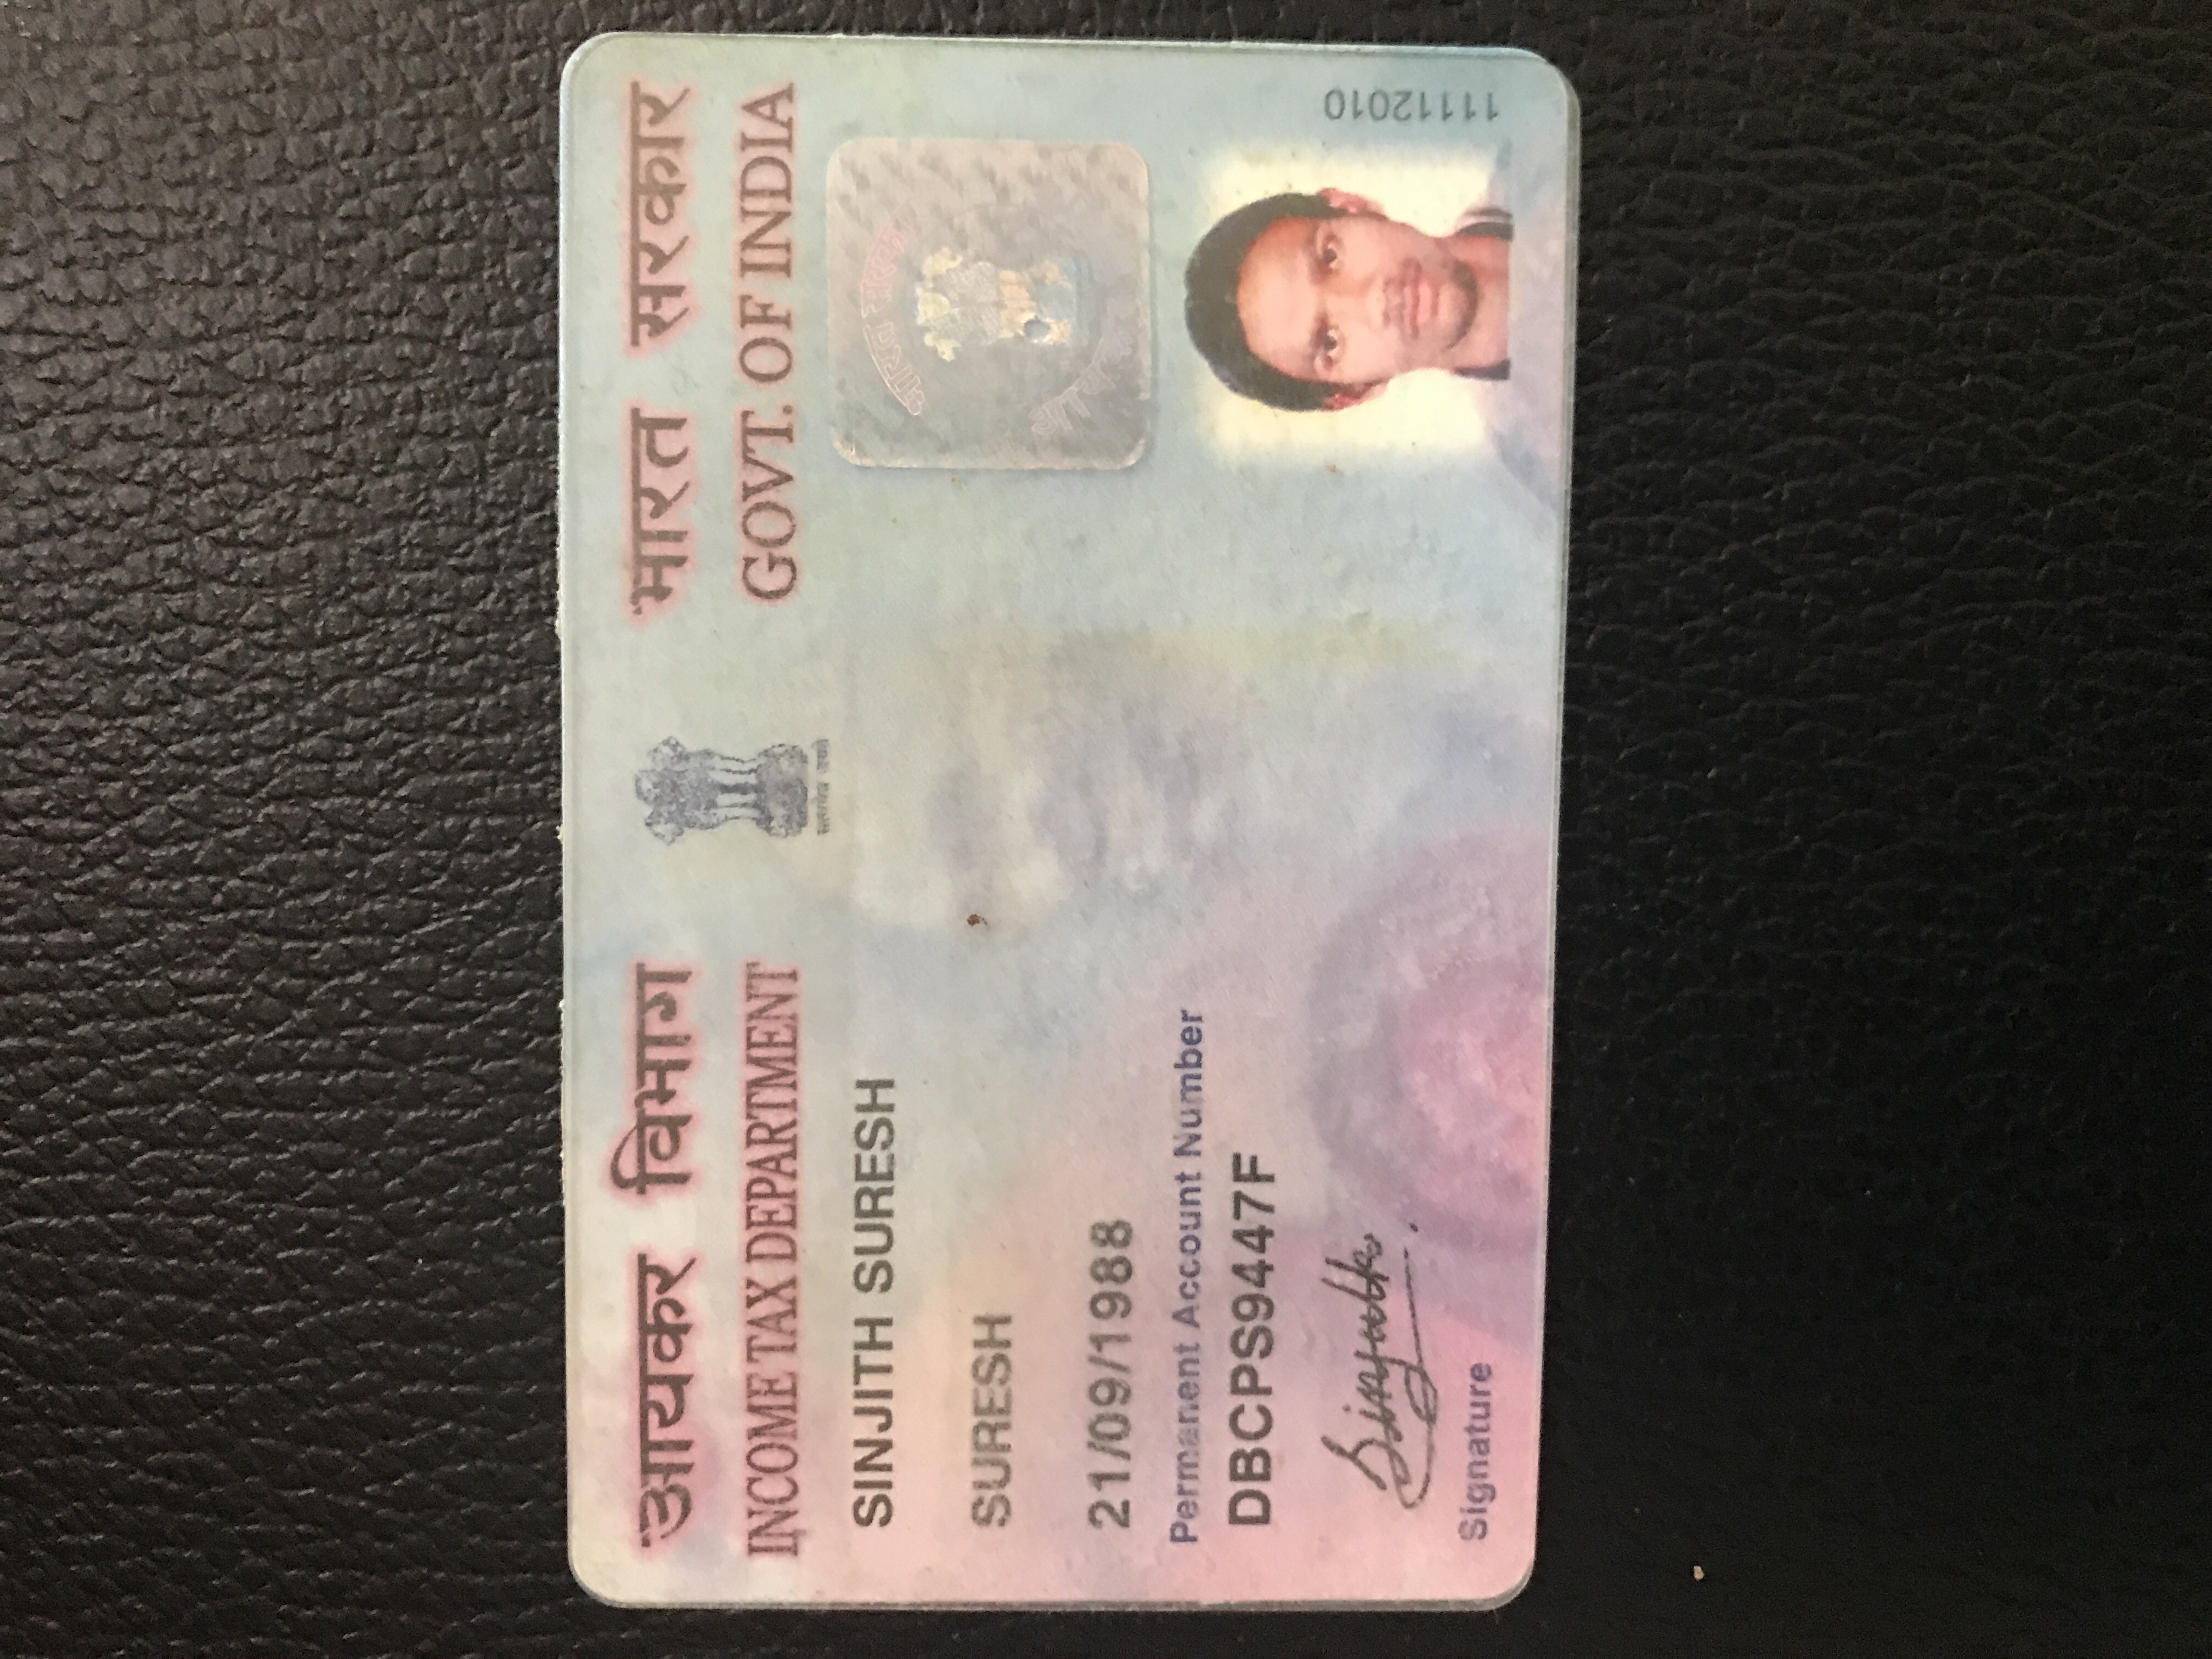 आयकर विभाग
INCOME TAX DEPARTMENT
सत्यमेव जयते
भारत सरकार
GOVT. OF INDIA
SINJITH SURESH
SURESH
21/09/1988
Permanent Account Number
DBCPS9447F
Sinjith
Signature
भारत सरकार
11112010